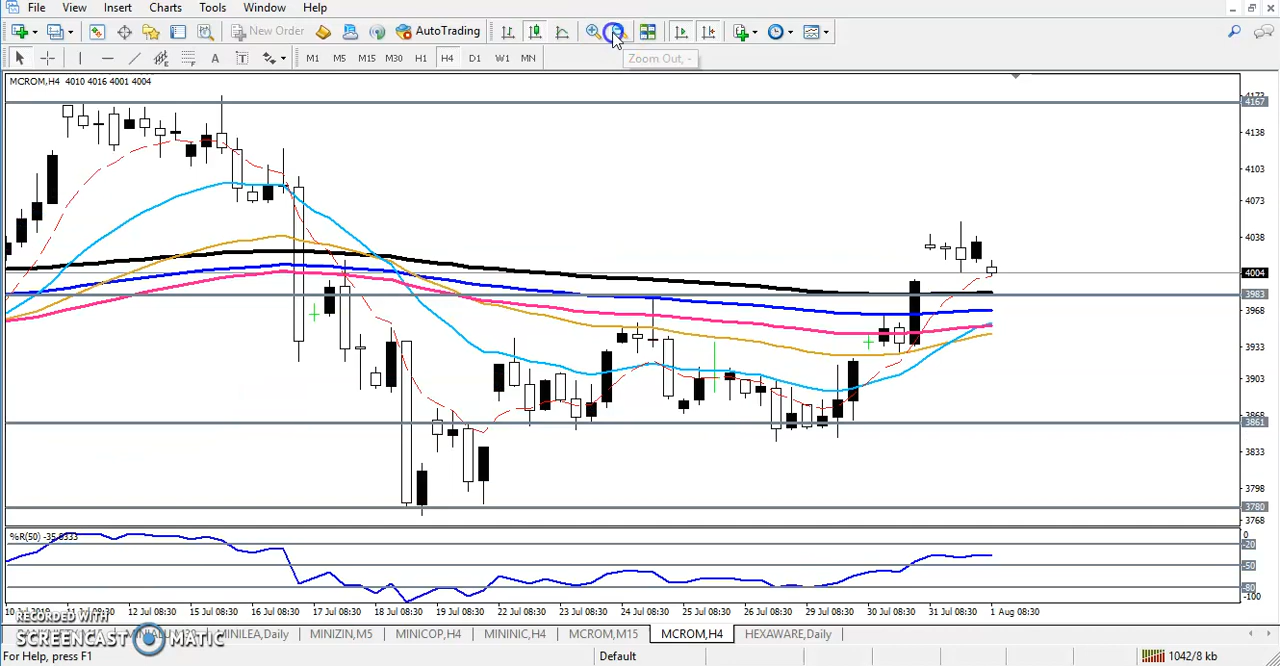 File View Insert Charts Tools Window Help
New Order AutoTrading
A T M1 M5 M15 M30 H1 H4 D1 W1 MN
Zoom Out, -
MCROM,H4 4010 4016 4001 4004
4167
4138
4103
4073
4038
4004
3983
3968
3933
3903
3861
3833
3798
3780
3768
%R(50) -35.8333
0
-20
-50
-80
-100
12 Jul 08:30 15 Jul 08:30 16 Jul 08:30 17 Jul 08:30 18 Jul 08:30 19 Jul 08:30 22 Jul 08:30 23 Jul 08:30 24 Jul 08:30 25 Jul 08:30 26 Jul 08:30 29 Jul 08:30 30 Jul 08:30 31 Jul 08:30 1 Aug 08:30
RECORDED WITH
SCREENCAST MATIC
MINILEA,Daily MINIZIN,M5 MINICOP,H4 MININIC,H4 MCROM,M15 MCROM,H4 HEXAWARE,Daily
For Help, press F1 Default 1042/8 kb